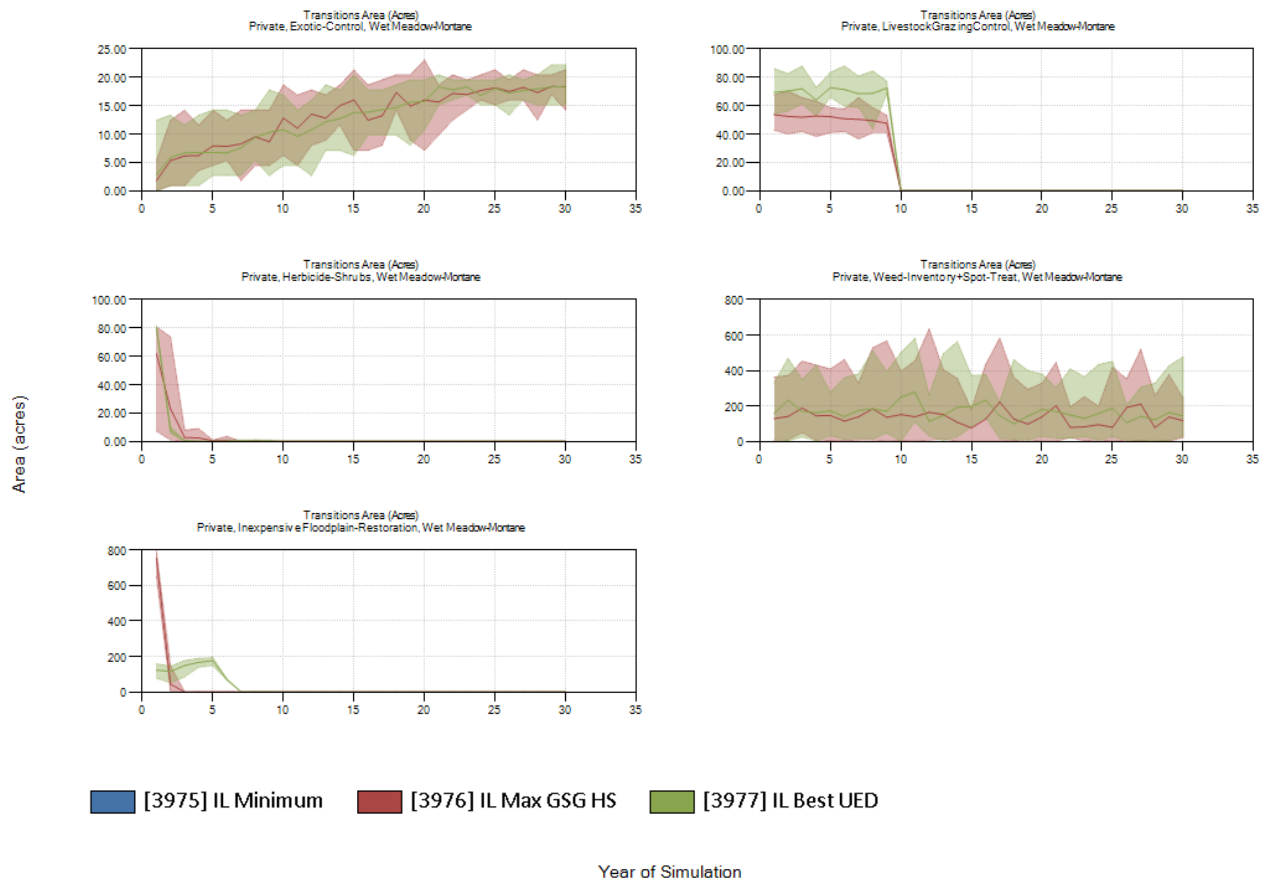 Transitions Area (Acres)
Private, Exotic-Control, Wet Meadow-Montane
25.00
20.00
15.00
10.00
5.00
0.00
0 5 10 15 20 25 30 35
Transitions Area (Acres)
Private, LivestockGrazingControl, Wet Meadow-Montane
100.00
80.00
60.00
40.00
20.00
0.00
0 5 10 15 20 25 30 35
Transitions Area (Acres)
Private, Herbicide-Shrubs, Wet Meadow-Montane
100.00
80.00
60.00
40.00
20.00
0.00
0 5 10 15 20 25 30 35
Transitions Area (Acres)
Private, Weed-Inventory+Spot-Treat, Wet Meadow-Montane
800
600
400
200
0
0 5 10 15 20 25 30 35
Transitions Area (Acres)
Private, Inexpensive Floodplain-Restoration, Wet Meadow-Montane
800
600
400
200
0
0 5 10 15 20 25 30 35
Area (acres)
[3975] IL Minimum [3976] IL Max GSG HS [3977] IL Best UED
Year of Simulation